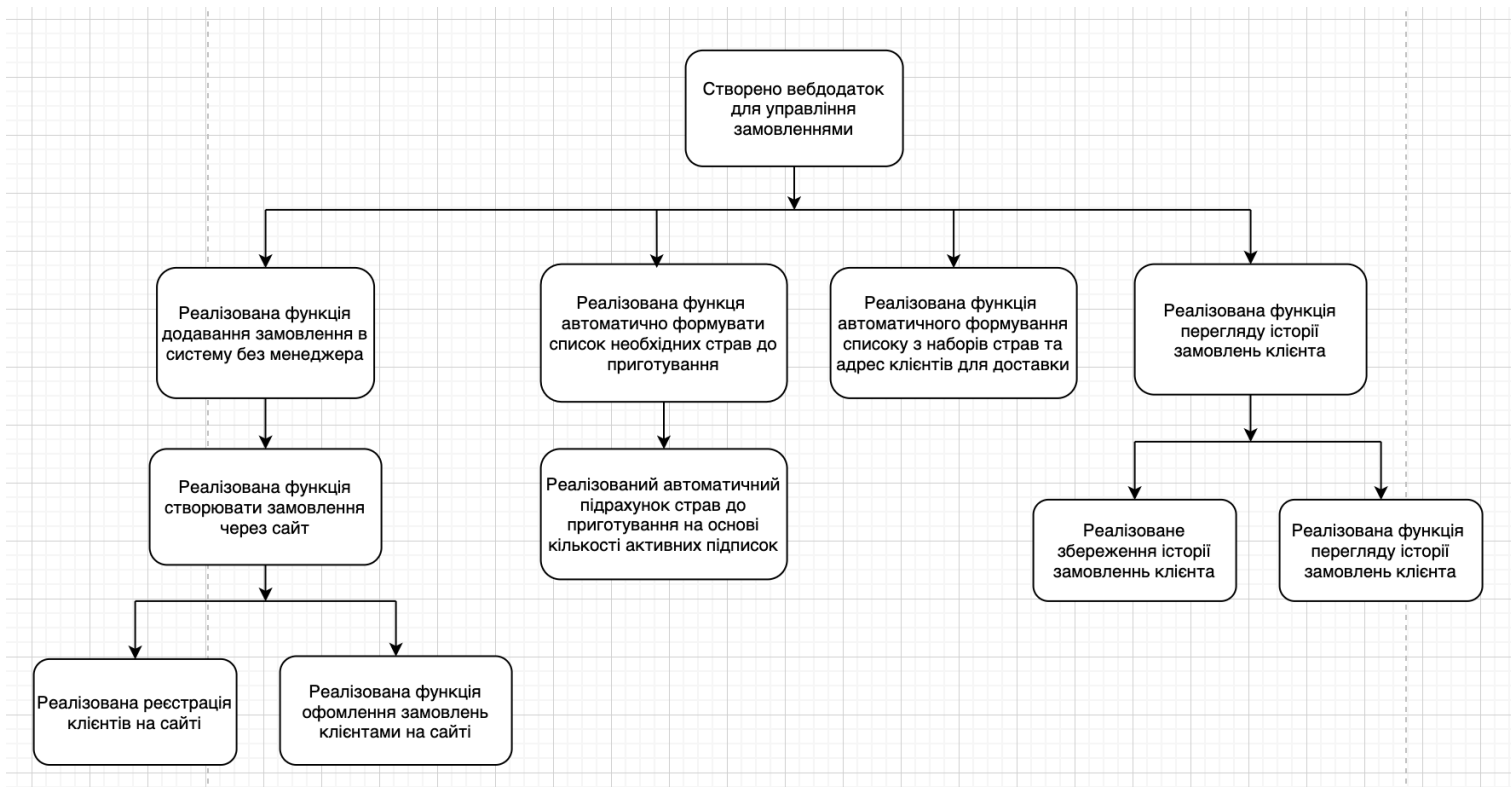 Створено вебдодаток
для управління
замовленнями
Реалізована функція
додавання замовлення в
систему без менеджера
Реалізована функця
автоматично формувати
список необхідних страв до
приготування
Реалізована функція
автоматичного формування
списоку з наборів страв та
адрес клієнтів для доставки
Реалізована функція
перегляду історії
замовлень клієнта
Реалізована функція
створювати замовлення
через сайт
Реалізований автоматичний
підрахунок страв до
приготування на основі
кількості активних підписок
Реалізоване
збереження історії
замовленнь клієнта
Реалізована функція
перегляду історії
замовлень клієнта
Реалізована реєстрація
клієнтів на сайті
Реалізована функція
офомлення замовлень
клієнтами на сайті